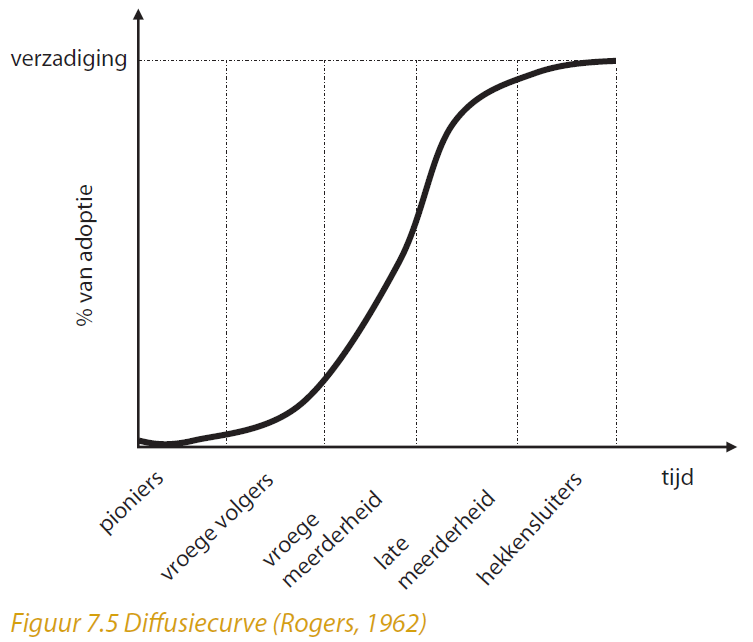 verzadiging
% van adoptie
pioniers
vroege volgers
vroege
meerderheid
late
meerderheid
hekkensluiters
tijd
Figuur 7.5 Diffusiecurve (Rogers, 1962)